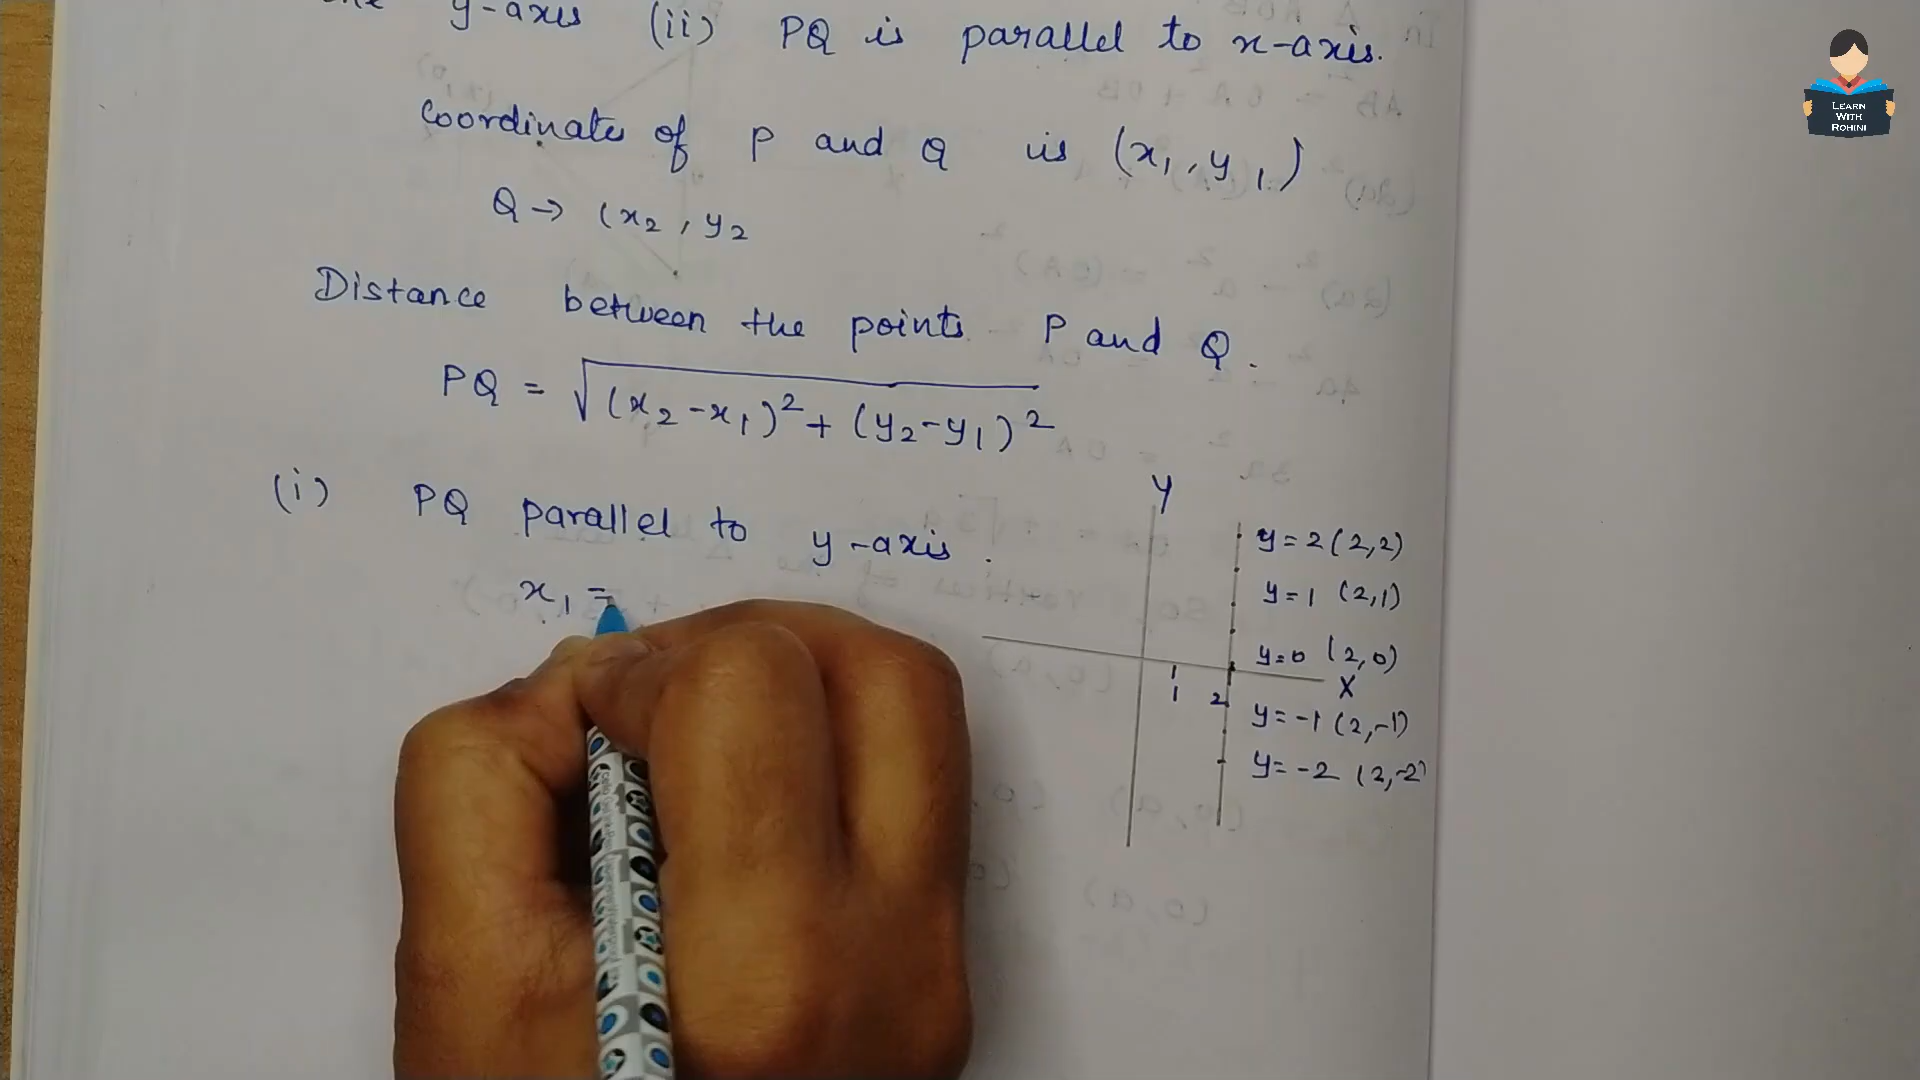 y-axis (ii) PQ is parallel to x-axis.
Coordinate of P and Q is (x₁, y₁)
Q → (x₂, y₂
Distance between the points P and Q.
PQ = √(x₂-x₁)² + (y₂-y₁)²
(i) PQ parallel to y-axis.
x₁ =
Y
y = 2 (2,2)
y = 1 (2,1)
y = 0 (2,0)
X
1 2
y = -1 (2,-1)
y = -2 (2,-2)
LEARN
WITH
ROHINI